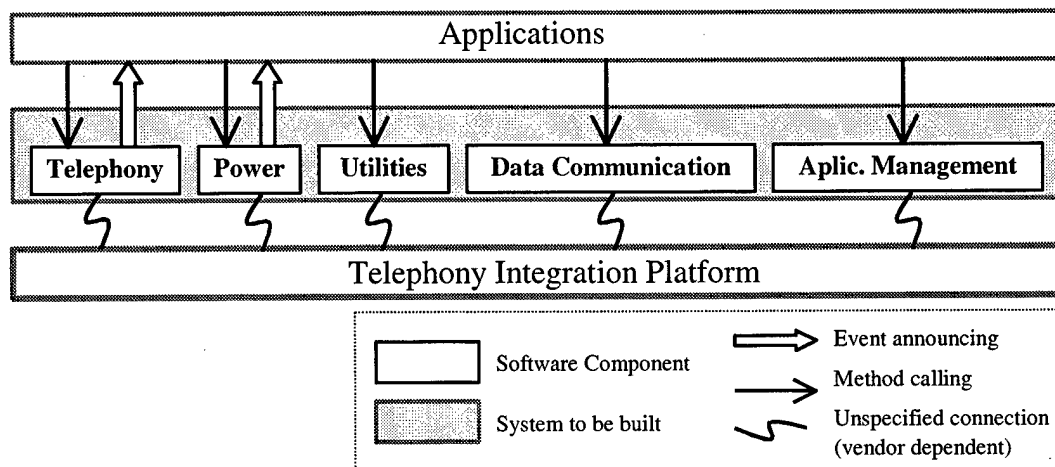 Applications
Telephony
Power
Utilities
Data Communication
Aplic. Management
Telephony Integration Platform
Software Component
System to be built
Event announcing
Method calling
Unspecified connection
(vendor dependent)